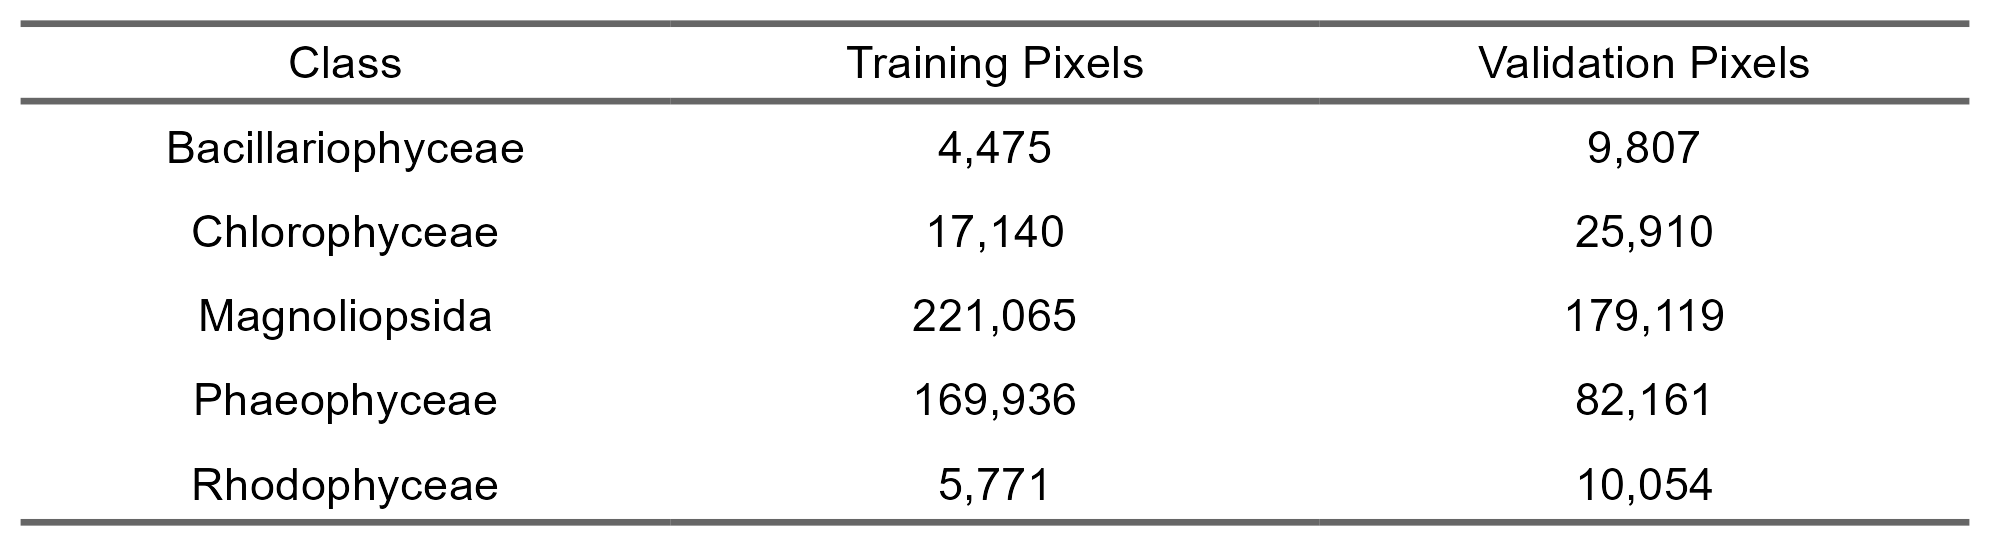 Class Training Pixels Validation Pixels
Bacillariophyceae 4,475 9,807
Chlorophyceae 17,140 25,910
Magnoliopsida 221,065 179,119
Phaeophyceae 169,936 82,161
Rhodophyceae 5,771 10,054